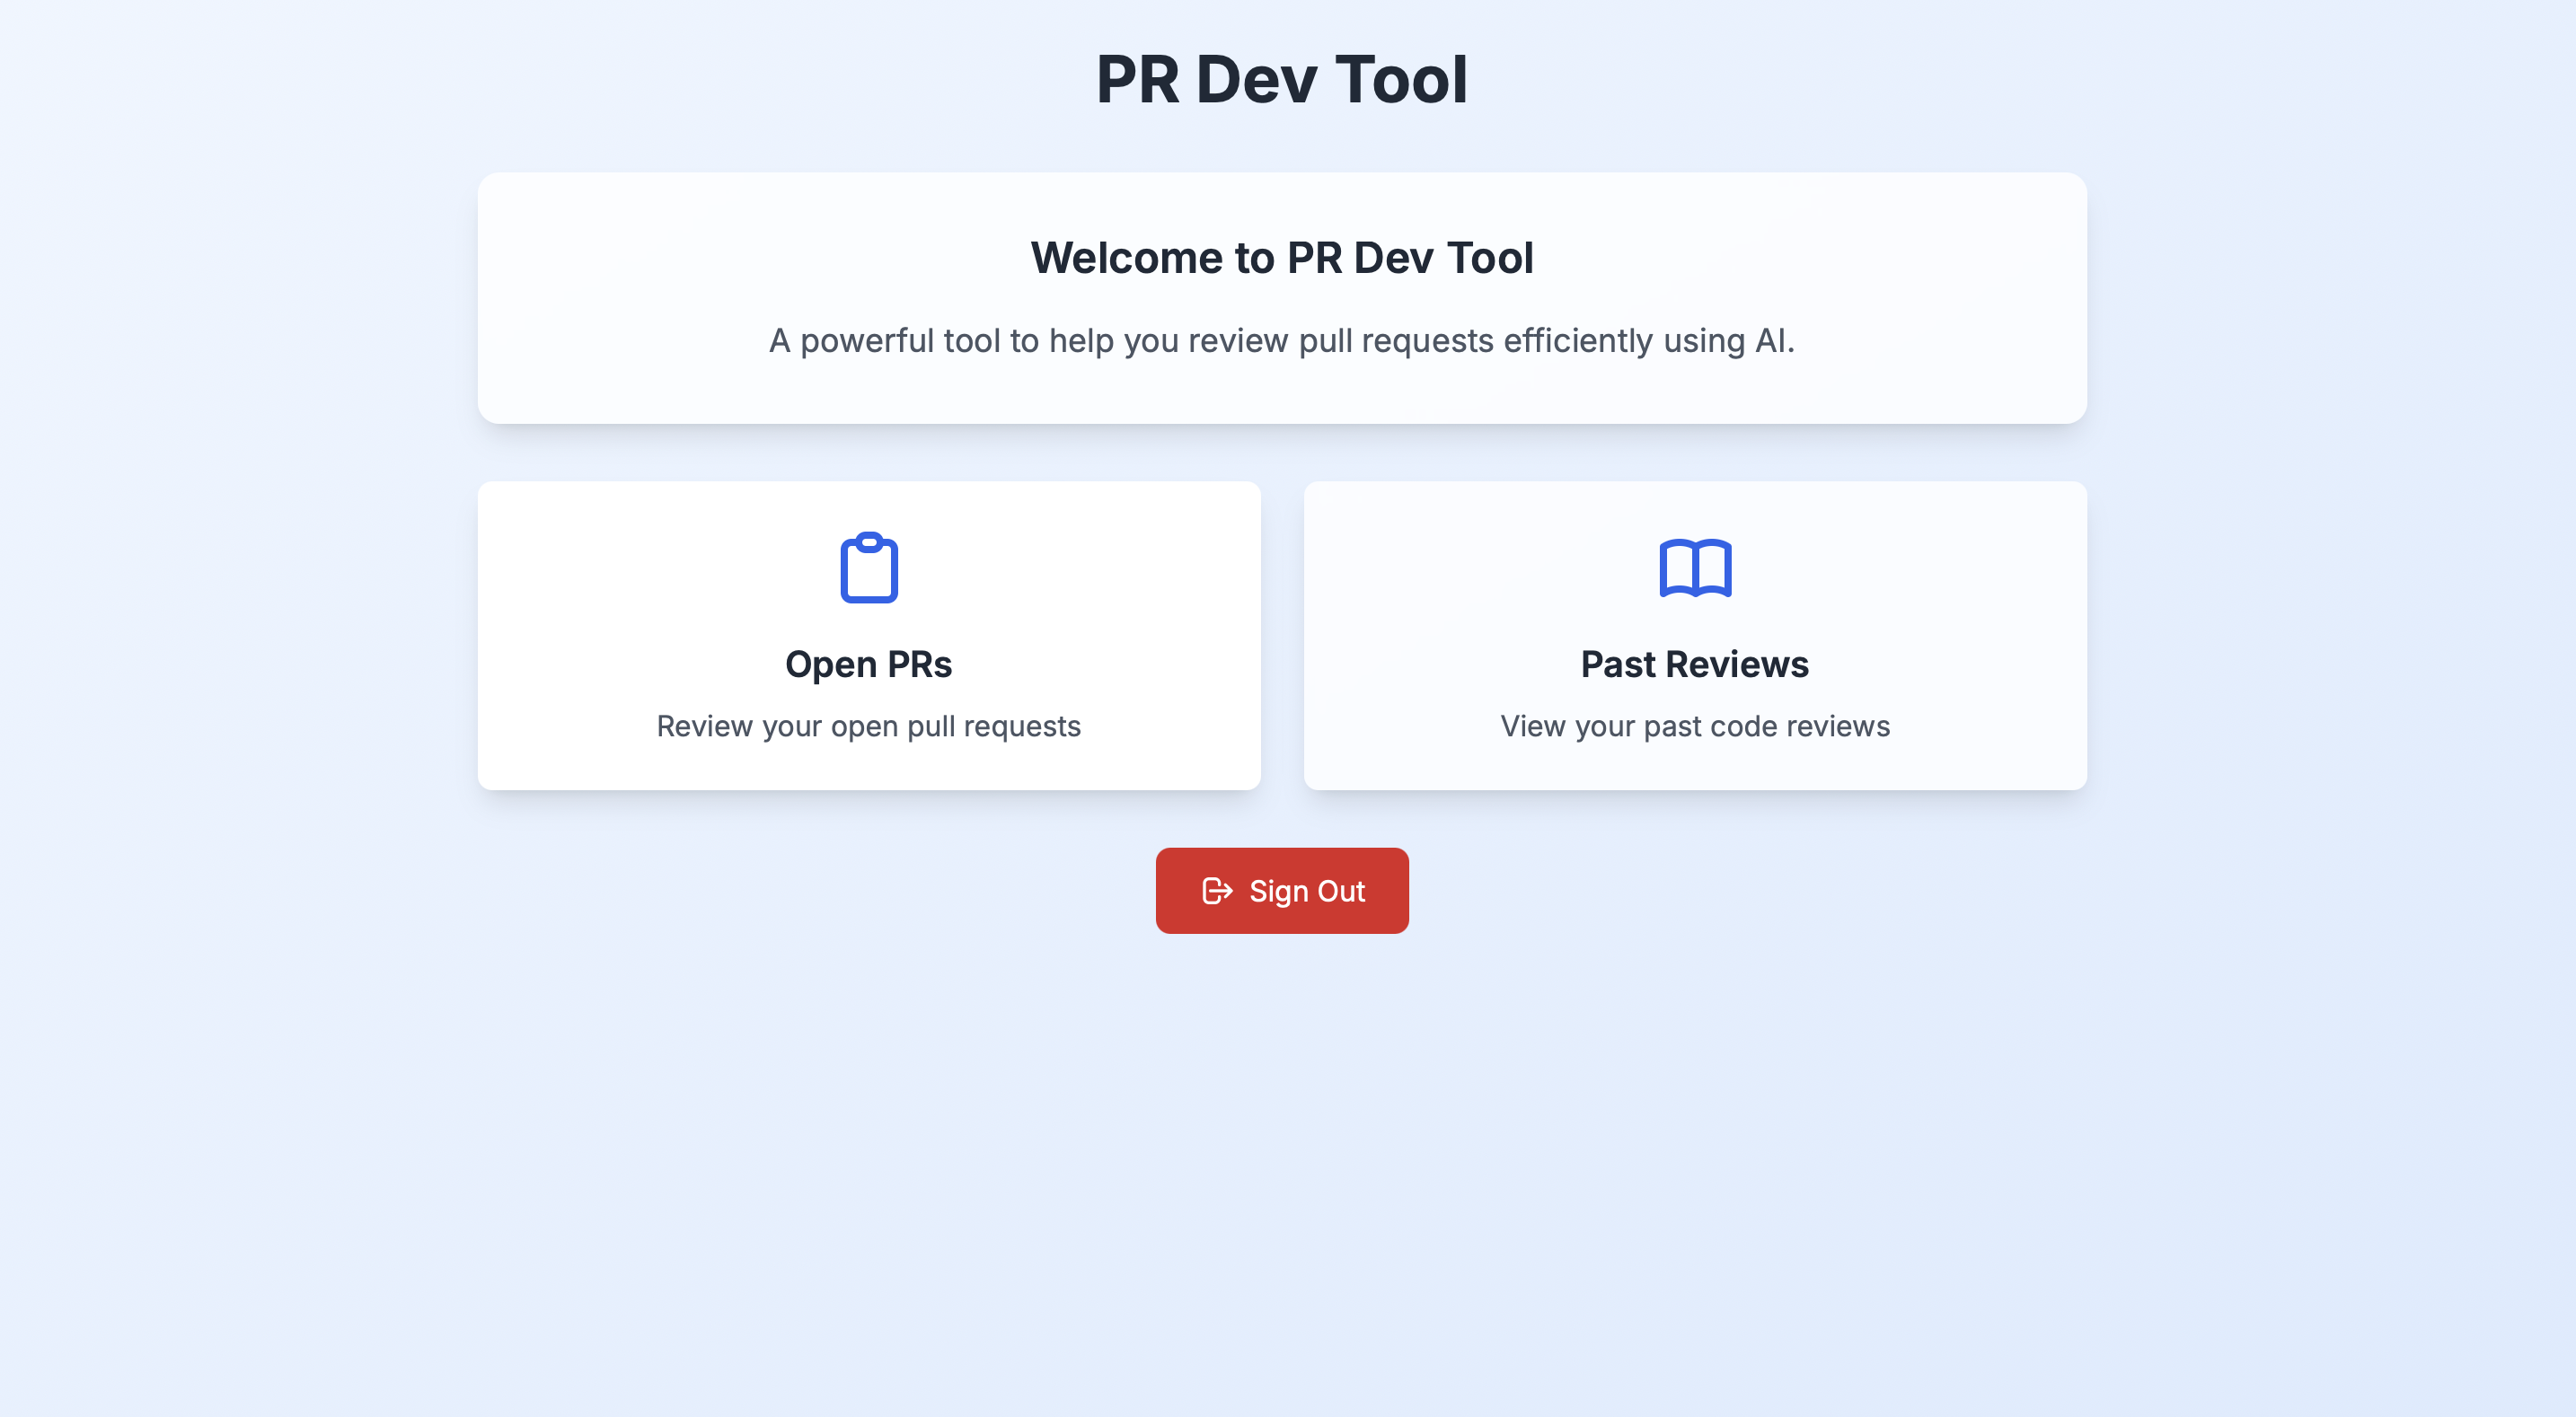 PR Dev Tool
Welcome to PR Dev Tool
A powerful tool to help you review pull requests efficiently using AI.
Open PRs
Review your open pull requests
Past Reviews
View your past code reviews
Sign Out